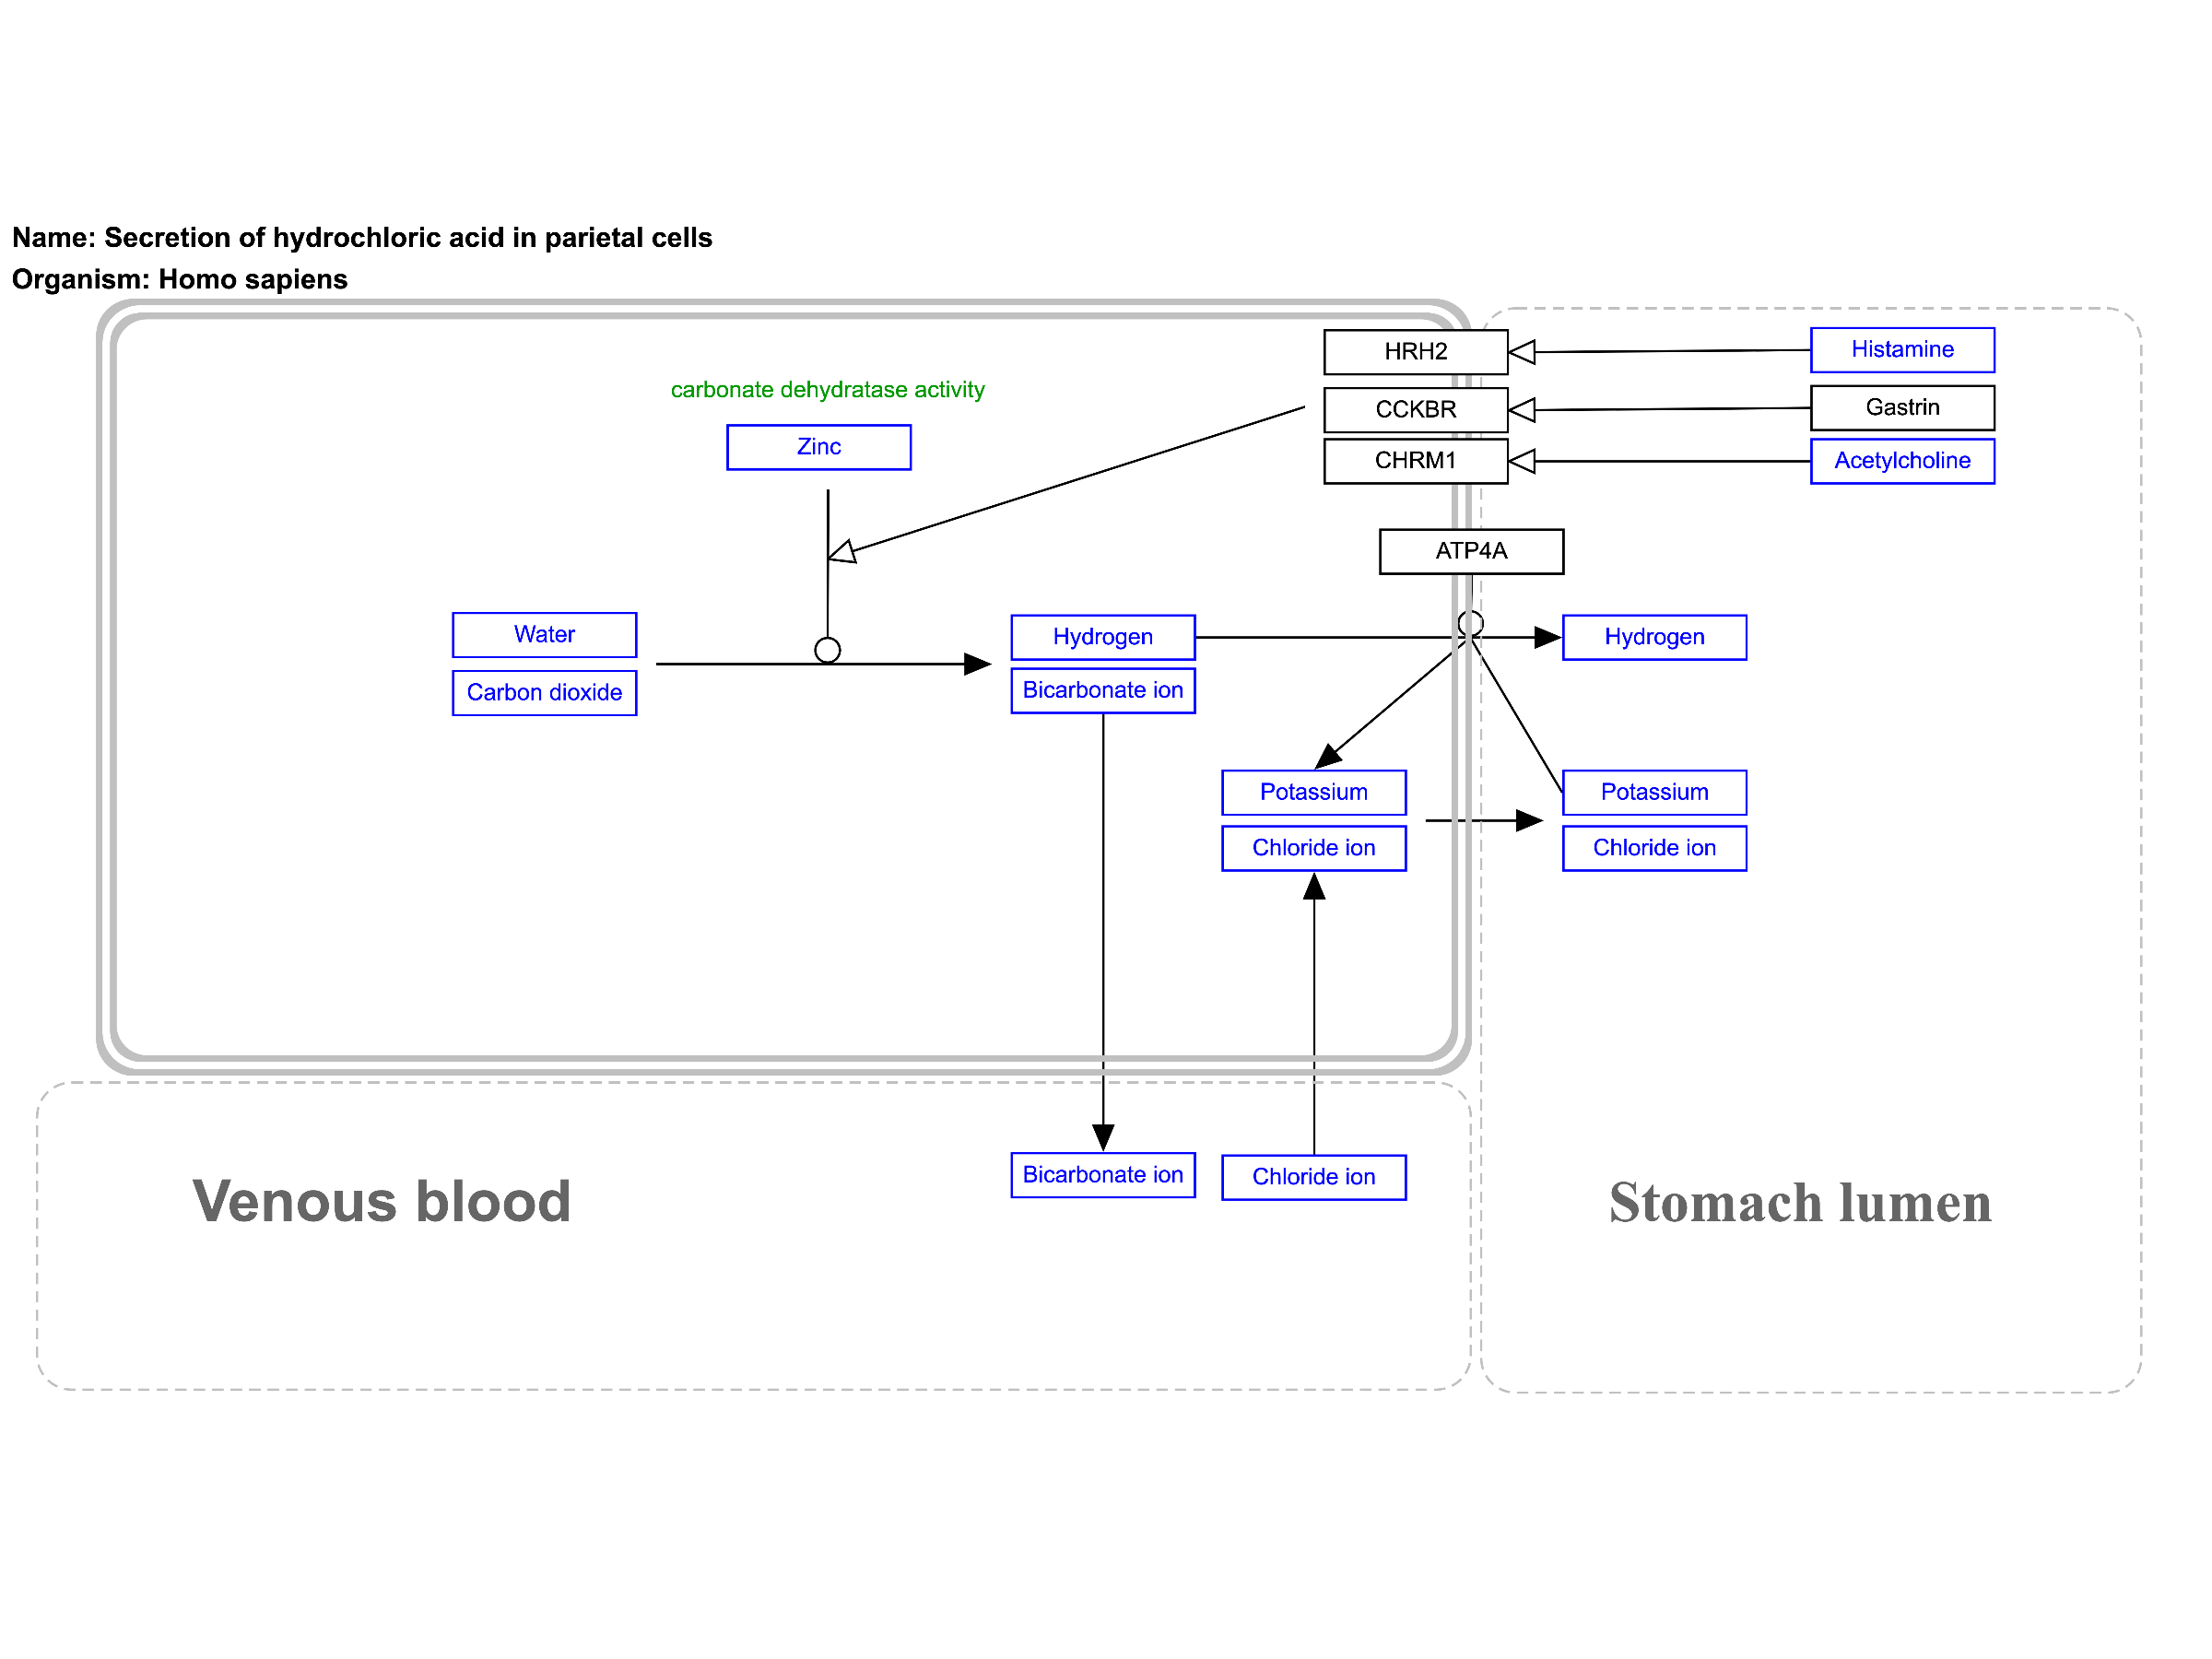 Name: Secretion of hydrochloric acid in parietal cells
Organism: Homo sapiens
HRH2
Histamine
carbonate dehydratase activity
CCKBR
Gastrin
Zinc
CHRM1
Acetylcholine
ATP4A
Water
Hydrogen
Hydrogen
Carbon dioxide
Bicarbonate ion
Potassium
Potassium
Chloride ion
Chloride ion
Bicarbonate ion
Chloride ion
Venous blood
Stomach lumen